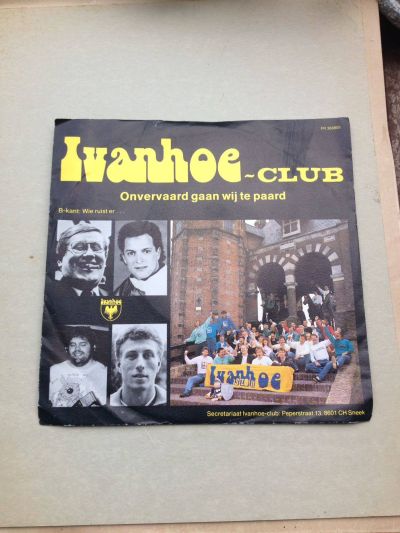 Ivanhoe
~CLUB
Onvervaard gaan wij te paard
B-kant: Wie ruist er . . .
ivanhoe
Ivanhoe
Secretariaat Ivanhoe-club: Peperstraat 13, 8601 CH Sneek